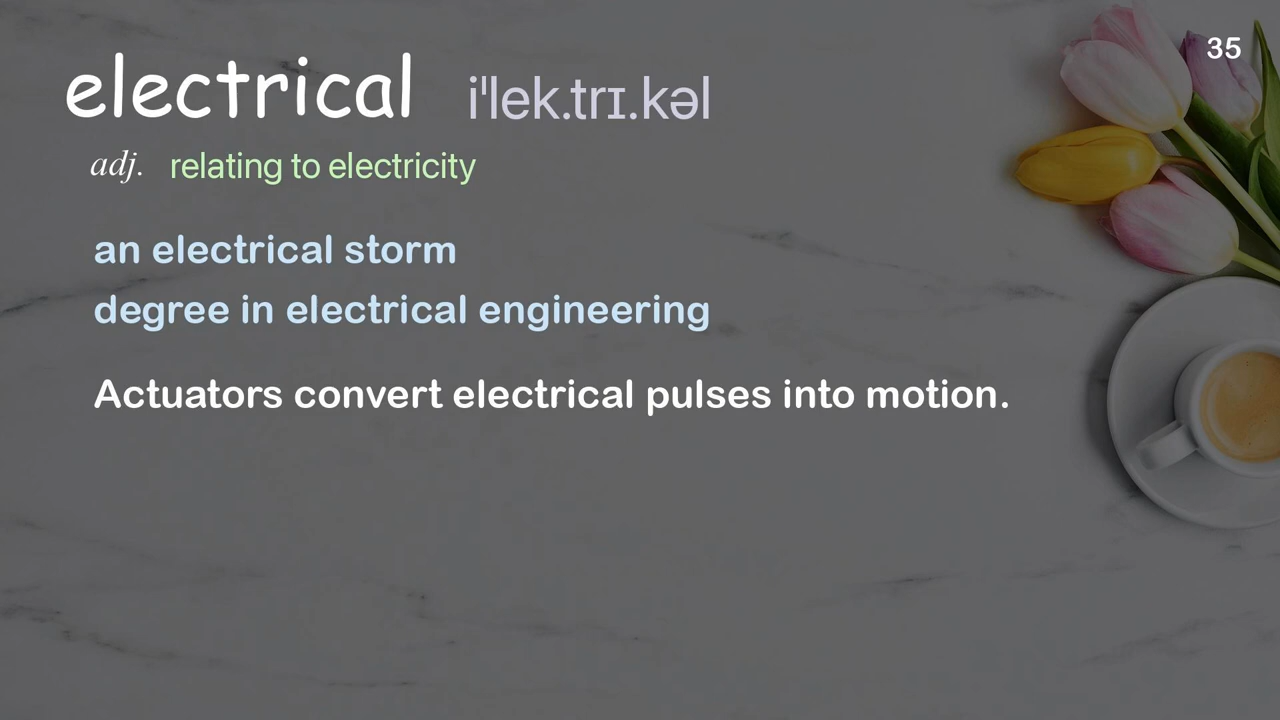 35
electrical iˈlek.trɪ.kəl
adj. relating to electricity
an electrical storm
degree in electrical engineering
Actuators convert electrical pulses into motion.